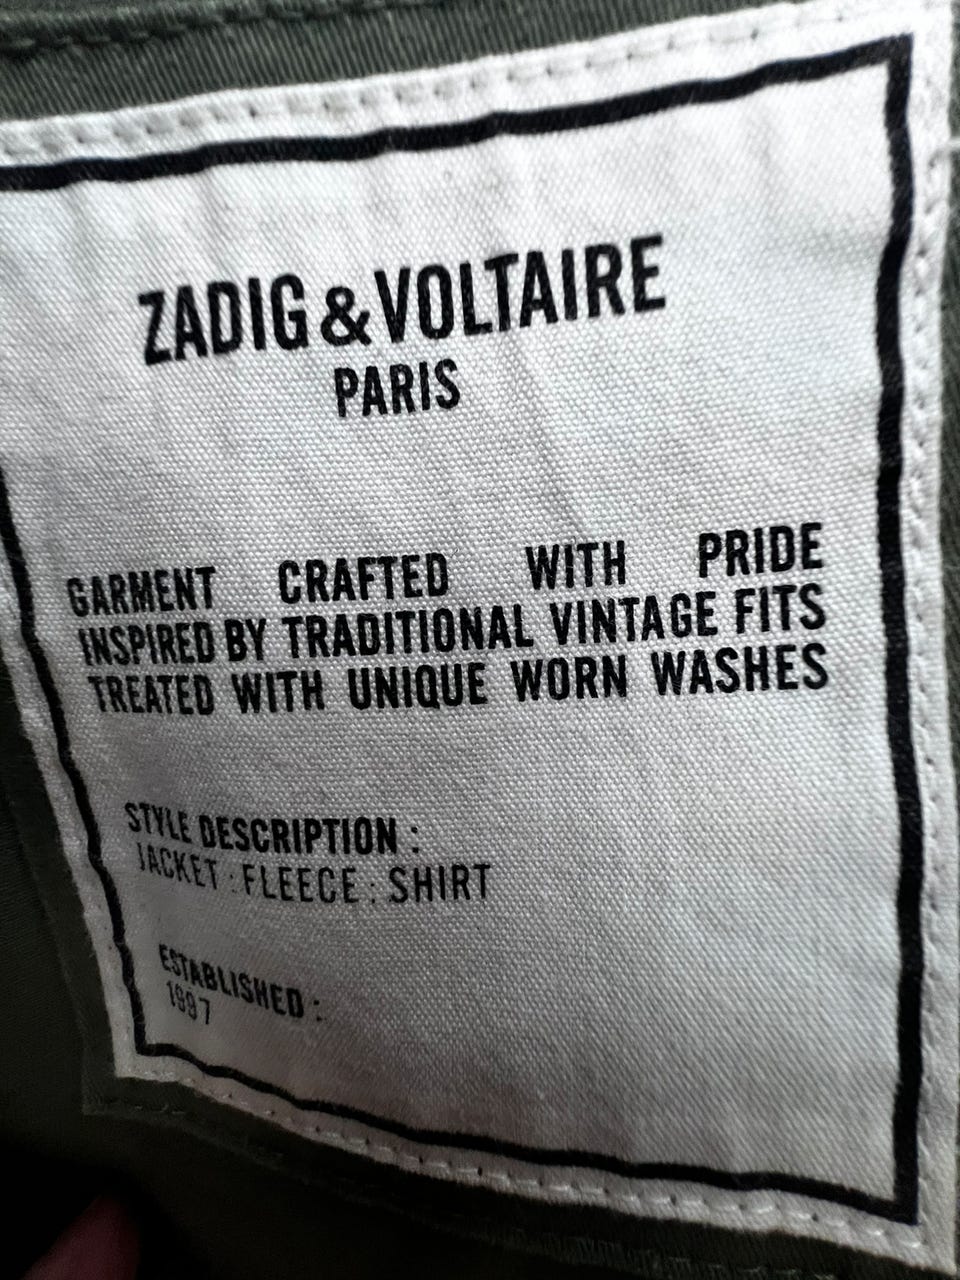 ZADIG & VOLTAIRE
PARIS
GARMENT CRAFTED WITH PRIDE
INSPIRED BY TRADITIONAL VINTAGE FITS
TREATED WITH UNIQUE WORN WASHES
STYLE DESCRIPTION :
JACKET : FLEECE : SHIRT
ESTABLISHED :
1997